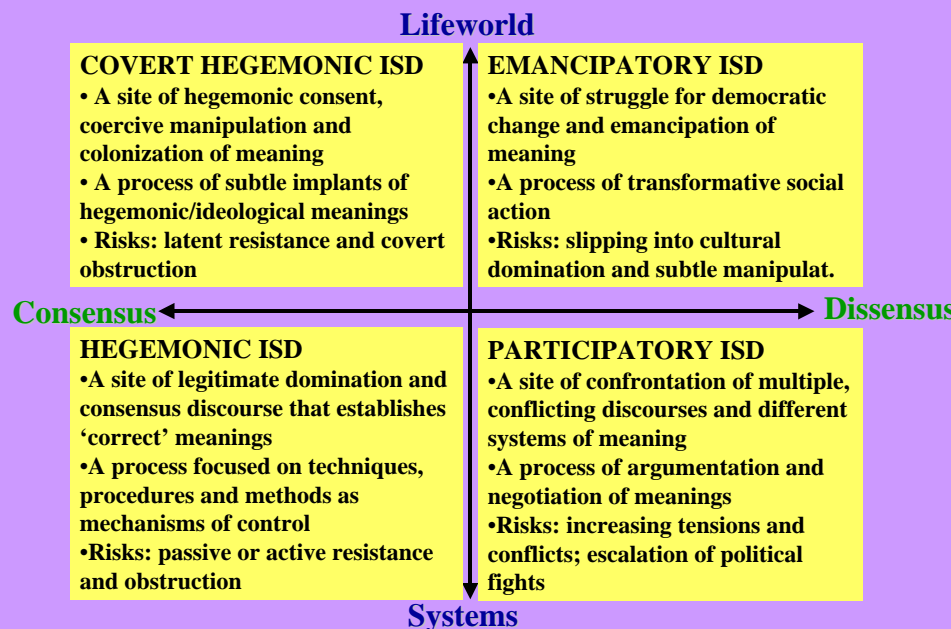 Lifeworld
COVERT HEGEMONIC ISD
• A site of hegemonic consent,
coercive manipulation and
colonization of meaning
• A process of subtle implants of
hegemonic/ideological meanings
• Risks: latent resistance and covert
obstruction
EMANCIPATORY ISD
•A site of struggle for democratic
change and emancipation of
meaning
•A process of transformative social
action
•Risks: slipping into cultural
domination and subtle manipulat.
Consensus
Dissensus
HEGEMONIC ISD
•A site of legitimate domination and
consensus discourse that establishes
‘correct’ meanings
•A process focused on techniques,
procedures and methods as
mechanisms of control
•Risks: passive or active resistance
and obstruction
PARTICIPATORY ISD
•A site of confrontation of multiple,
conflicting discourses and different
systems of meaning
•A process of argumentation and
negotiation of meanings
•Risks: increasing tensions and
conflicts; escalation of political
fights
Systems